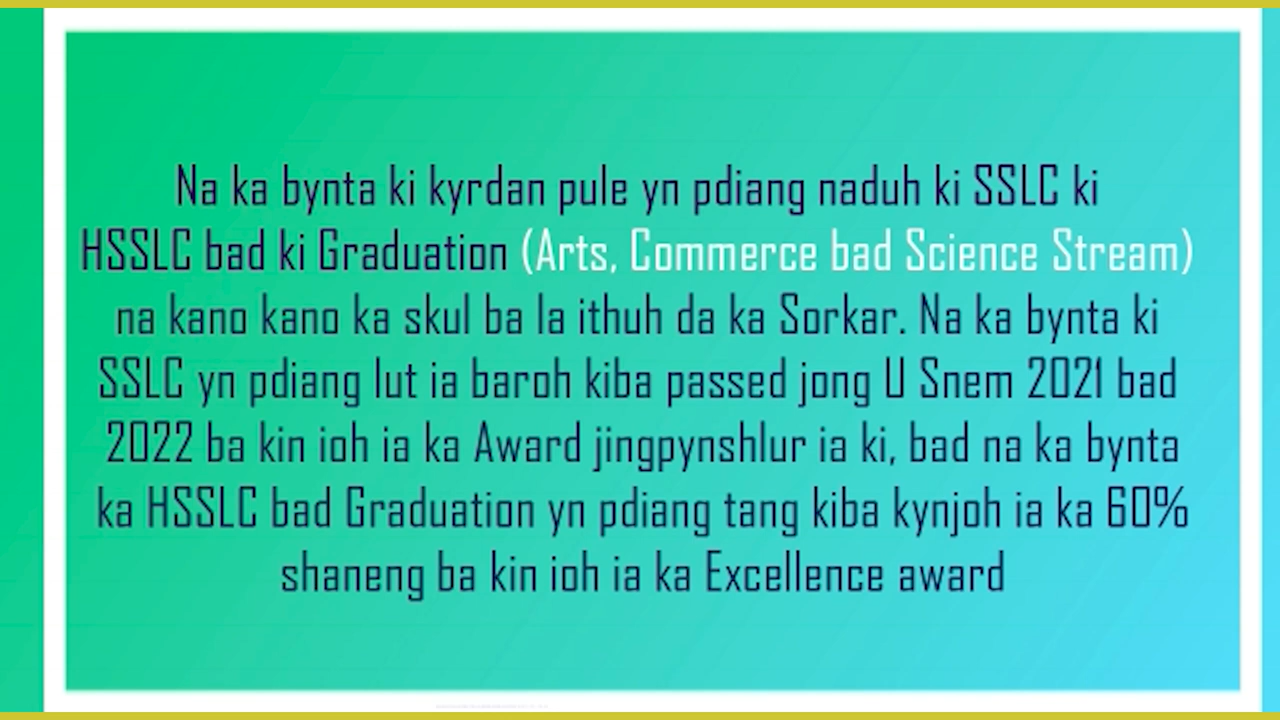 Na ka bynta ki kyrdan pule yn pdiang naduh ki SSLC ki
HSSLC bad ki Graduation (Arts, Commerce bad Science Stream)
na kano kano ka skul ba la ithuh da ka Sorkar. Na ka bynta ki
SSLC yn pdiang lut ia baroh kiba passed jong U Snem 2021 bad
2022 ba kin ioh ia ka Award jingpynshlur ia ki, bad na ka bynta
ka HSSLC bad Graduation yn pdiang tang kiba kynjoh ia ka 60%
shaneng ba kin ioh ia ka Excellence award